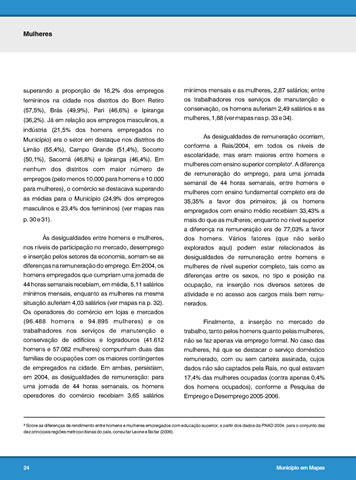 Mulheres
superando a proporção de 16,2% dos empregos
femininos na cidade nos distritos do Bom Retiro
(57,8%), Brás (49,9%), Pari (46,6%) e Ipiranga
(36,2%). Já em relação aos empregos masculinos, a
indústria (21,5% dos homens empregados no
Município) era o setor em destaque nos distritos do
Limão (55,4%), Campo Grande (51,4%), Socorro
(50,1%), Sacomã (46,8%) e Ipiranga (46,4%). Em
nenhum dos distritos com maior número de
empregos (pelo menos 10.000 para homens e 10.000
para mulheres), o comércio se destacava superando
as médias para o Município (24,9% dos empregos
masculinos e 23,4% dos femininos) (ver mapas nas
p. 30 e 31).
As desigualdades entre homens e mulheres,
nos níveis de participação no mercado, desemprego
e inserção pelos setores da economia, somam-se as
diferenças na remuneração do emprego. Em 2004, os
homens empregados que cumpriam uma jornada de
44 horas semanais recebiam, em média, 5,11 salários
mínimos mensais, enquanto as mulheres na mesma
situação auferiam 4,03 salários (ver mapa na p. 32).
Os operadores do comércio em lojas e mercados
(96.488 homens e 94.895 mulheres) e os
trabalhadores nos serviços de manutenção e
conservação de edifícios e logradouros (41.612
homens e 57.062 mulheres) compunham duas das
famílias de ocupações com os maiores contingentes
de empregados na cidade. Em ambas, persistiam,
em 2004, as desigualdades de remuneração: para
uma jornada de 44 horas semanais, os homens
operadores do comércio recebiam 3,65 salários
mínimos mensais e as mulheres, 2,87 salários; entre
os trabalhadores nos serviços de manutenção e
conservação, os homens auferiam 2,49 salários e as
mulheres, 1,88 (ver mapas nas p. 33 e 34).
As desigualdades de remuneração ocorriam,
conforme a Rais/2004, em todos os níveis de
escolaridade, mas eram maiores entre homens e
mulheres com ensino superior completo⁸. A diferença
de remuneração do emprego, para uma jornada
semanal de 44 horas semanais, entre homens e
mulheres com ensino fundamental completo era de
35,35% a favor dos primeiros; já os homens
empregados com ensino médio recebiam 33,43% a
mais do que as mulheres; enquanto no nível superior
a diferença na remuneração era de 77,03% a favor
dos homens. Vários fatores (que não serão
explorados aqui) podem estar relacionados às
desigualdades de remuneração entre homens e
mulheres de nível superior completo, tais como as
diferenças entre os sexos, no tipo e posição na
ocupação, na inserção nos diversos setores de
atividade e no acesso aos cargos mais bem remu-
nerados.
Finalmente, a inserção no mercado de
trabalho, tanto pelos homens quanto pelas mulheres,
não se faz apenas via emprego formal. No caso das
mulheres, há que se destacar o serviço doméstico
remunerado, com ou sem carteira assinada, cujos
dados não são captados pela Rais, no qual estavam
17,4% das mulheres ocupadas (contra apenas 0,4%
dos homens ocupados), conforme a Pesquisa de
Emprego e Desemprego 2005-2006.
⁸ Sobre as diferenças de rendimento entre homens e mulheres empregados com educação superior, a partir dos dados da PNAD 2004, para o conjunto das
dez principais regiões metropolitanas do país, consultar Leone e Baltar (2006).
24
Município em Mapas